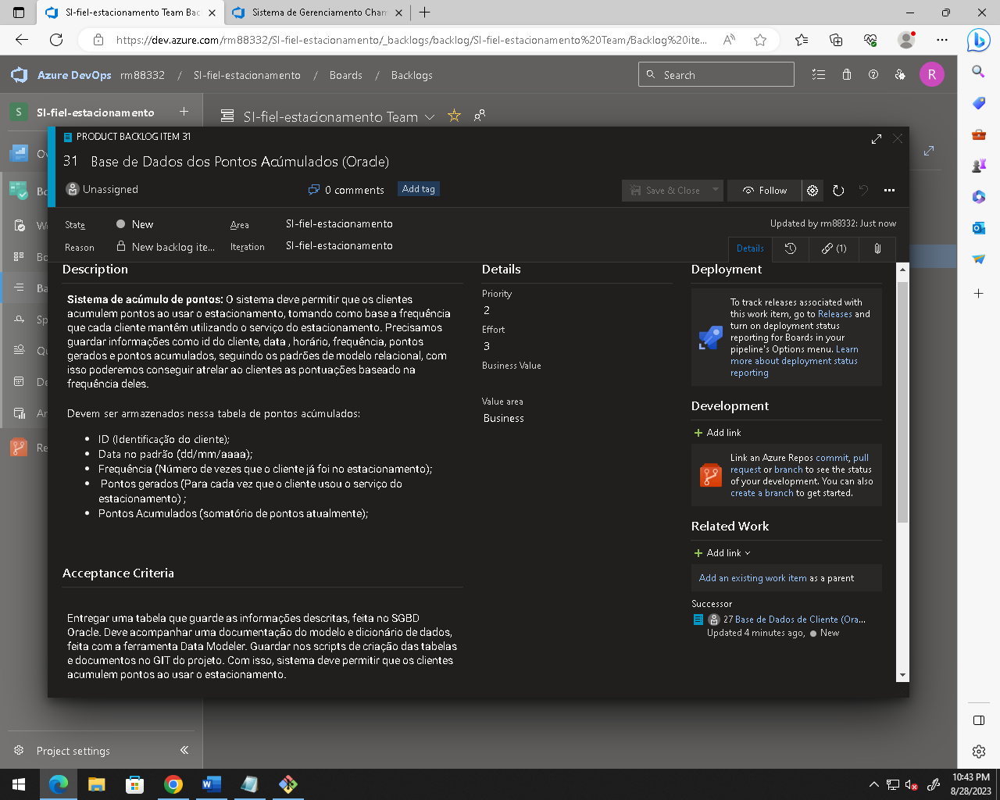 SI-fiel-estacionamento Team Bac
Sistema de Gerenciamento Cham
https://dev.azure.com/rm88332/SI-fiel-estacionamento/_backlogs/backlog/SI-fiel-estacionamento%20Team/Backlog%20ite...
Azure DevOps rm88332 / SI-fiel-estacionamento / Boards / Backlogs
Search
R
S SI-fiel-estacionamento
SI-fiel-estacionamento Team
PRODUCT BACKLOG ITEM 31
31 Base de Dados dos Pontos Acúmulados (Oracle)
Unassigned
0 comments
Add tag
Save & Close
Follow
State
New
Area
SI-fiel-estacionamento
Updated by rm88332: Just now
Reason
New backlog ite...
Iteration
SI-fiel-estacionamento
Details
(1)
Description
Sistema de acúmulo de pontos: O sistema deve permitir que os clientes
acumulem pontos ao usar o estacionamento, tomando como base a frequência
que cada cliente mantêm utilizando o serviço do estacionamento. Precisamos
guardar informações como id do cliente, data , horário, frequência, pontos
gerados e pontos acumulados, seguindo os padrões de modelo relacional, com
isso poderemos conseguir atrelar ao clientes as pontuações baseado na
frequência deles.
Devem ser armazenados nessa tabela de pontos acúmulados:
• ID (Identificação do cliente);
• Data no padrão (dd/mm/aaaa);
• Frequência (Número de vezes que o cliente já foi no estacionamento);
• Pontos gerados (Para cada vez que o cliente usou o serviço do
estacionamento) ;
• Pontos Acumulados (somatório de pontos atualmente);
Acceptance Criteria
Entregar uma tabela que guarde as informações descritas, feita no SGBD
Oracle. Deve acompanhar uma documentação do modelo e dicionário de dados,
feita com a ferramenta Data Modeler. Guardar nos scripts de criação das tabelas
e documentos no GIT do projeto. Com isso, sistema deve permitir que os clientes
acumulem pontos ao usar o estacionamento.
Details
Priority
2
Effort
3
Business Value
Value area
Business
Deployment
To track releases associated with
this work item, go to Releases and
turn on deployment status
reporting for Boards in your
pipeline's Options menu. Learn
more about deployment status
reporting
Development
Add link
Link an Azure Repos commit, pull
request or branch to see the status
of your development. You can also
create a branch to get started.
Related Work
Add link
Add an existing work item as a parent
Successor
27 Base de Dados de Cliente (Ora...
Updated 4 minutes ago, New
Project settings
10:43 PM
8/28/2023